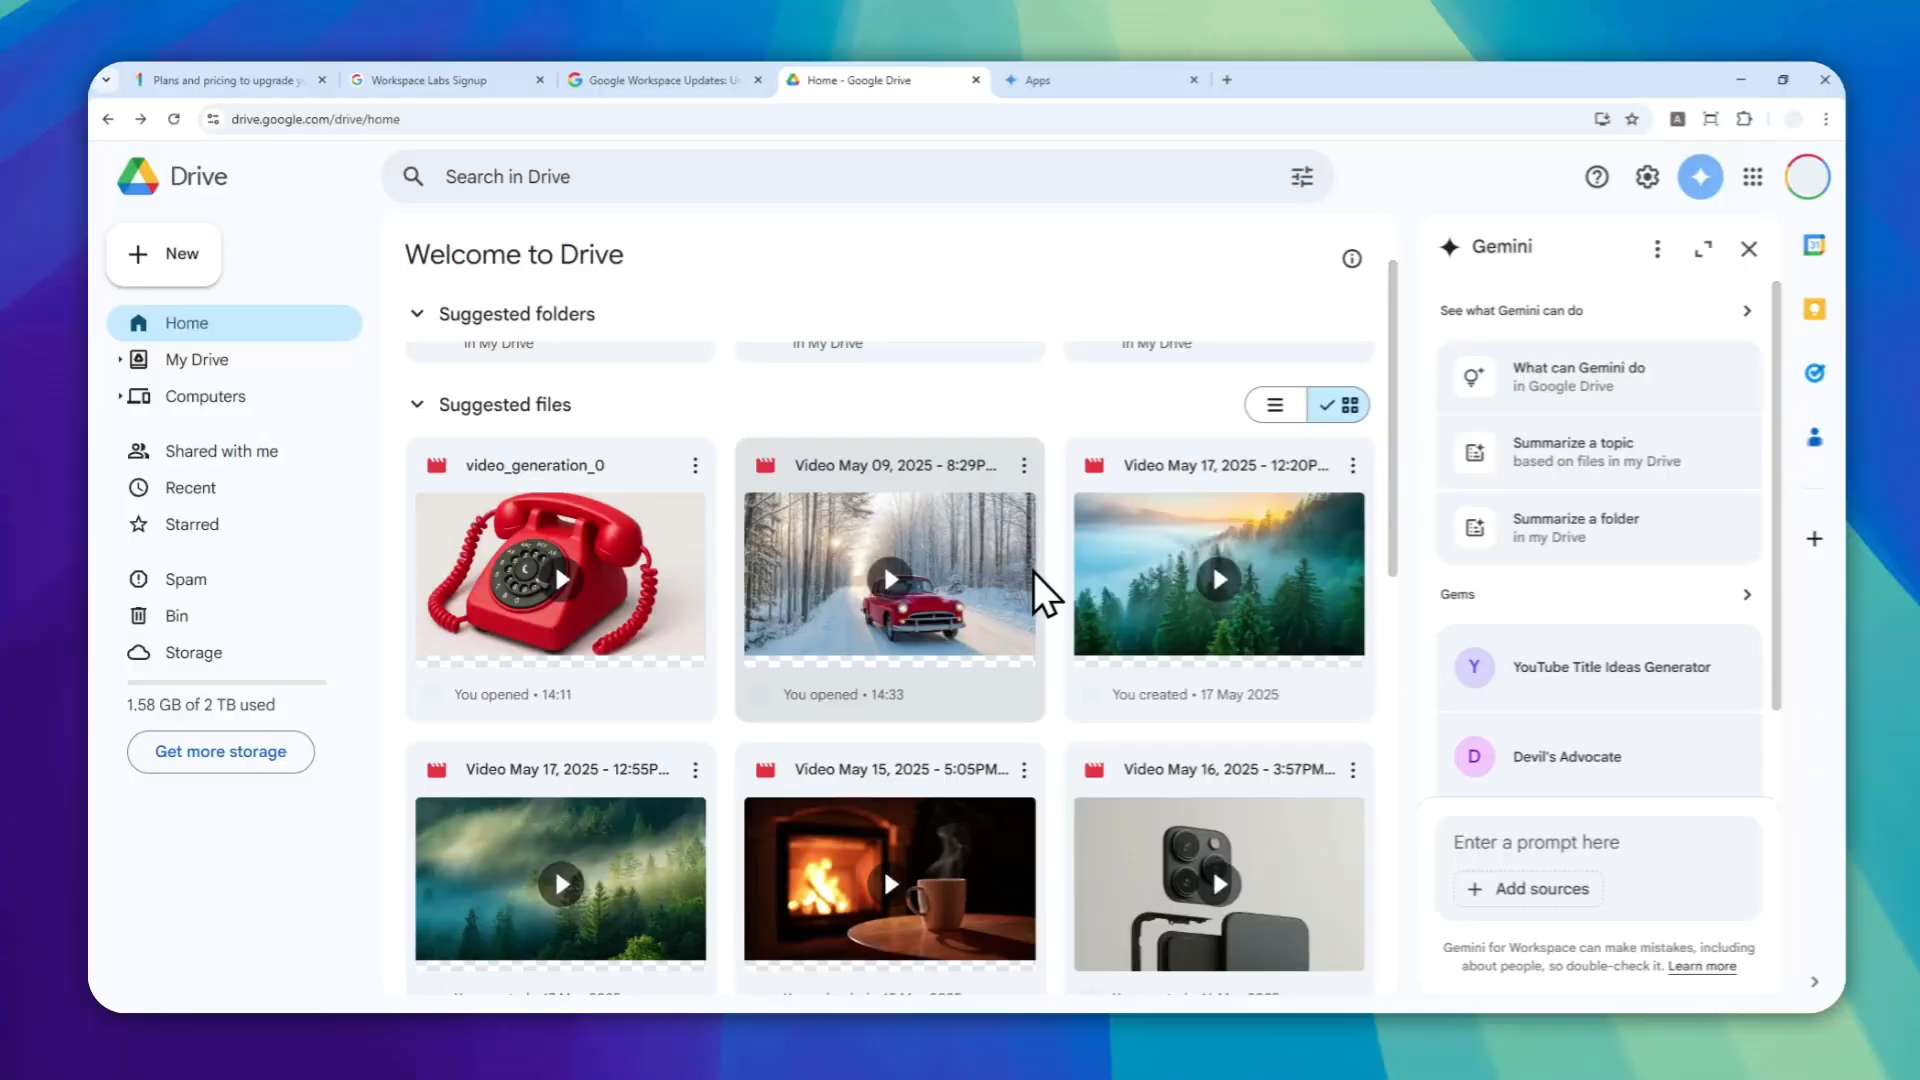 Plans and pricing to upgrade y
Workspace Labs Signup
Google Workspace Updates: U
Home - Google Drive
Apps
drive.google.com/drive/home
Drive
Search in Drive
New
Home
My Drive
Computers
Shared with me
Recent
Starred
Spam
Bin
Storage
1.58 GB of 2 TB used
Get more storage
Welcome to Drive
Suggested folders
in My Drive
in My Drive
in My Drive
Suggested files
video_generation_0
Video May 09, 2025 - 8:29P...
Video May 17, 2025 - 12:20P...
You opened • 14:11
You opened • 14:33
You created • 17 May 2025
Video May 17, 2025 - 12:55P...
Video May 15, 2025 - 5:05PM...
Video May 16, 2025 - 3:57PM...
Gemini
See what Gemini can do
What can Gemini do
in Google Drive
Summarize a topic
based on files in my Drive
Summarize a folder
in my Drive
Gems
Y
YouTube Title Ideas Generator
D
Devil's Advocate
Enter a prompt here
Add sources
Gemini for Workspace can make mistakes, including
about people, so double-check it. Learn more
31